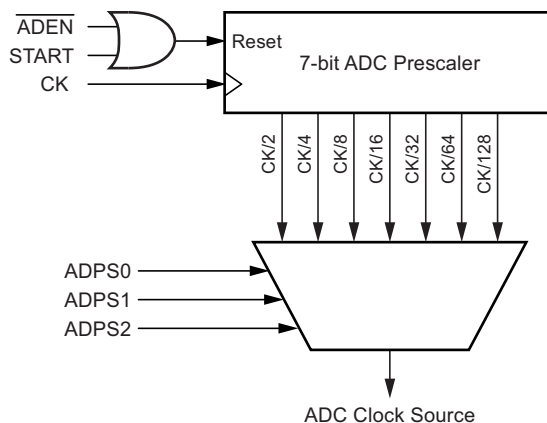 ADEN
START
CK
Reset
7-bit ADC Prescaler
CK/2
CK/4
CK/8
CK/16
CK/32
CK/64
CK/128
ADPS0
ADPS1
ADPS2
ADC Clock Source